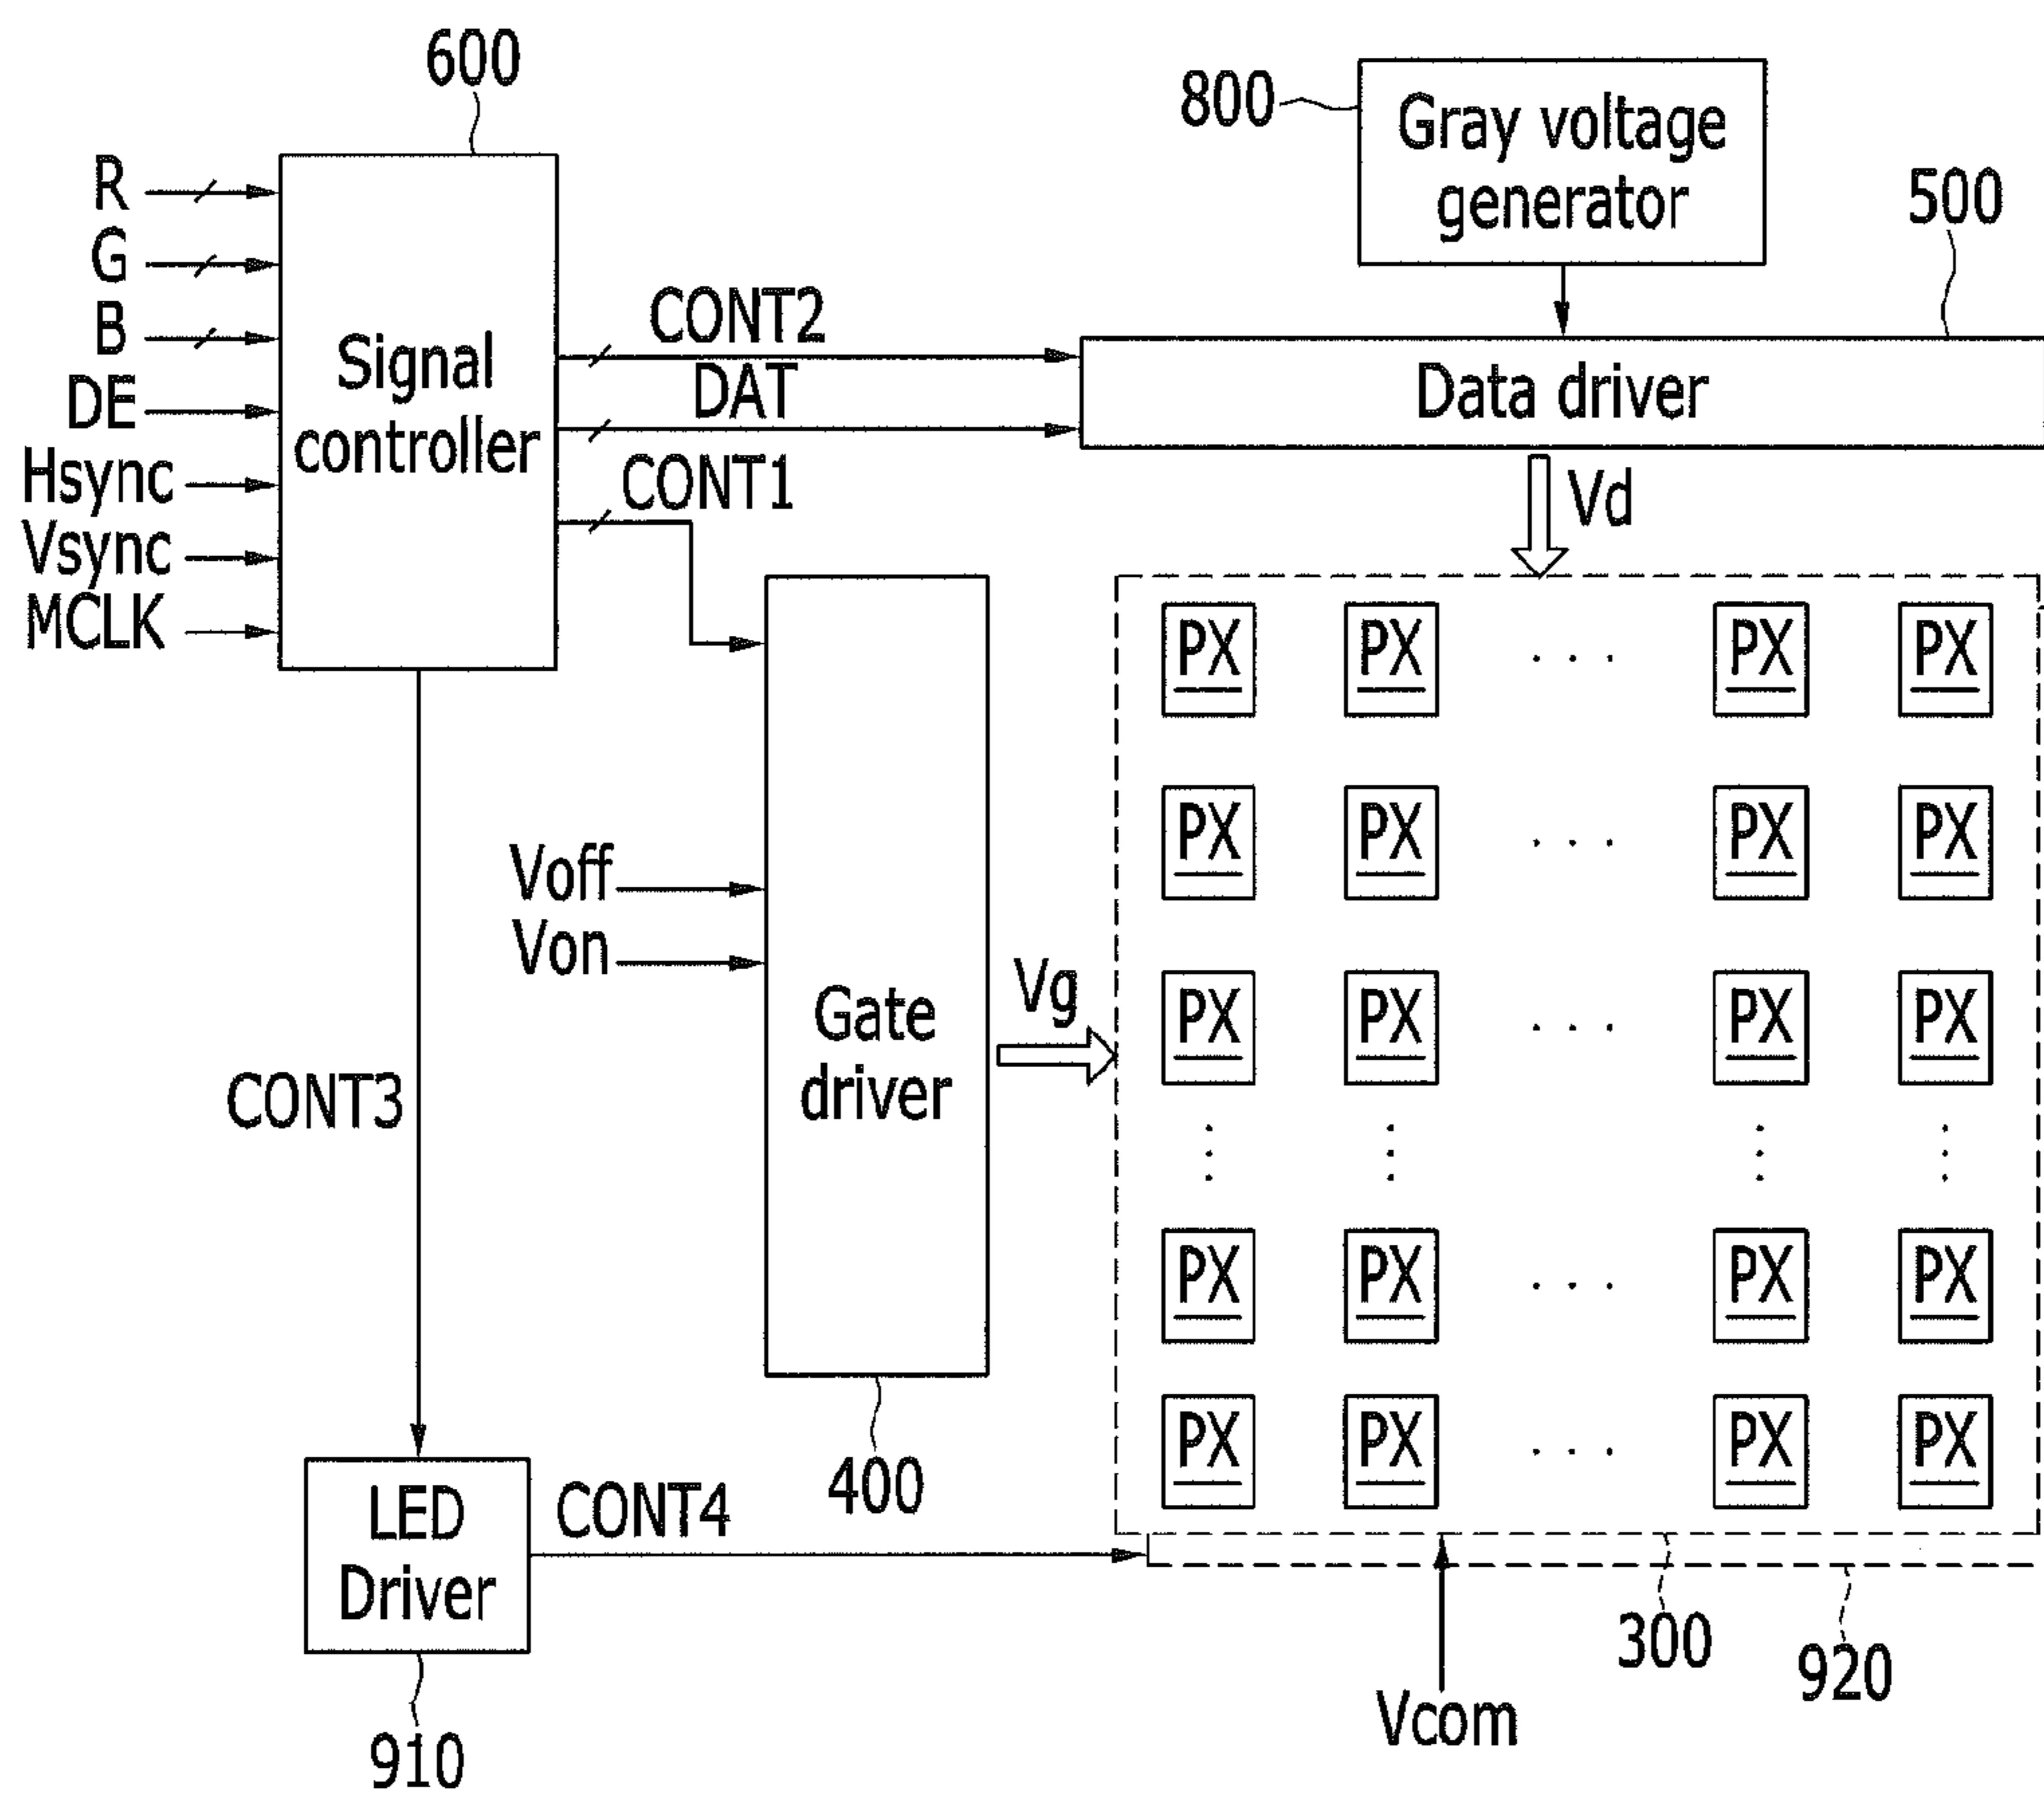 600
800
Gray voltage
generator
500
R
G
B
DE
Hsync
Vsync
MCLK
Signal
controller
CONT2
DAT
CONT1
Data driver
Vd
PX PX . . . PX PX
PX PX . . . PX PX
PX PX . . . PX PX
PX PX . . . PX PX
PX PX . . . PX PX
Voff
Von
Gate
driver
Vg
CONT3
400
LED
Driver
CONT4
910
300
920
Vcom